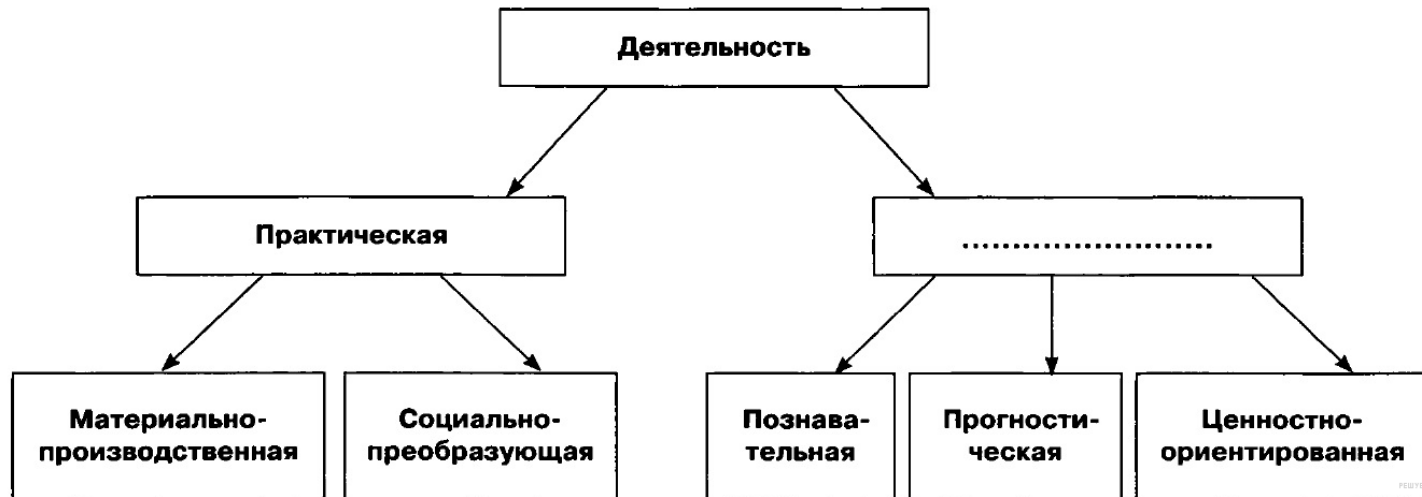 Деятельность
Практическая
........................
Материально-
производственная
Социально-
преобразующая
Познава-
тельная
Прогности-
ческая
Ценностно-
ориентированная